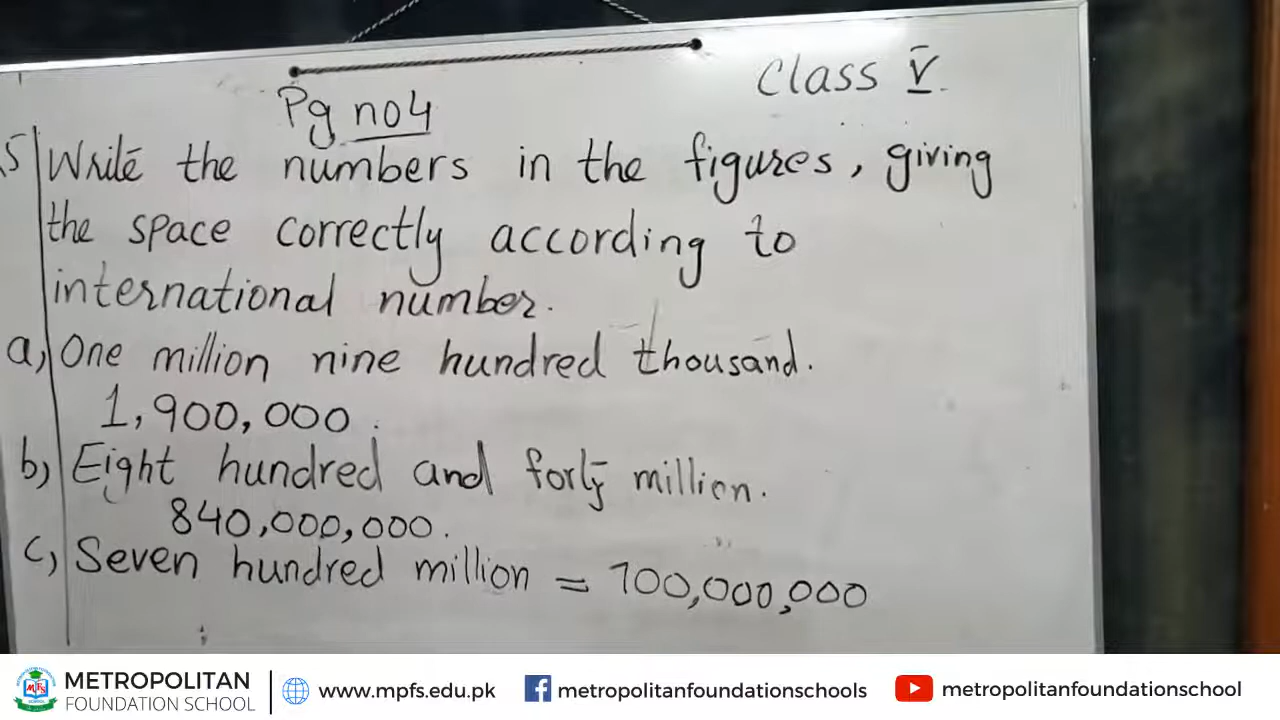 Pg no4
Class V.
5 Write the numbers in the figures, giving
the space correctly according to
international number.
a) One million nine hundred thousand.
1,900,000.
b) Eight hundred and forty million.
840,000,000.
c) Seven hundred million = 700,000,000
METROPOLITAN
FOUNDATION SCHOOL
MFS
www.mpfs.edu.pk
metropolitanfoundationschools
metropolitanfoundationschool